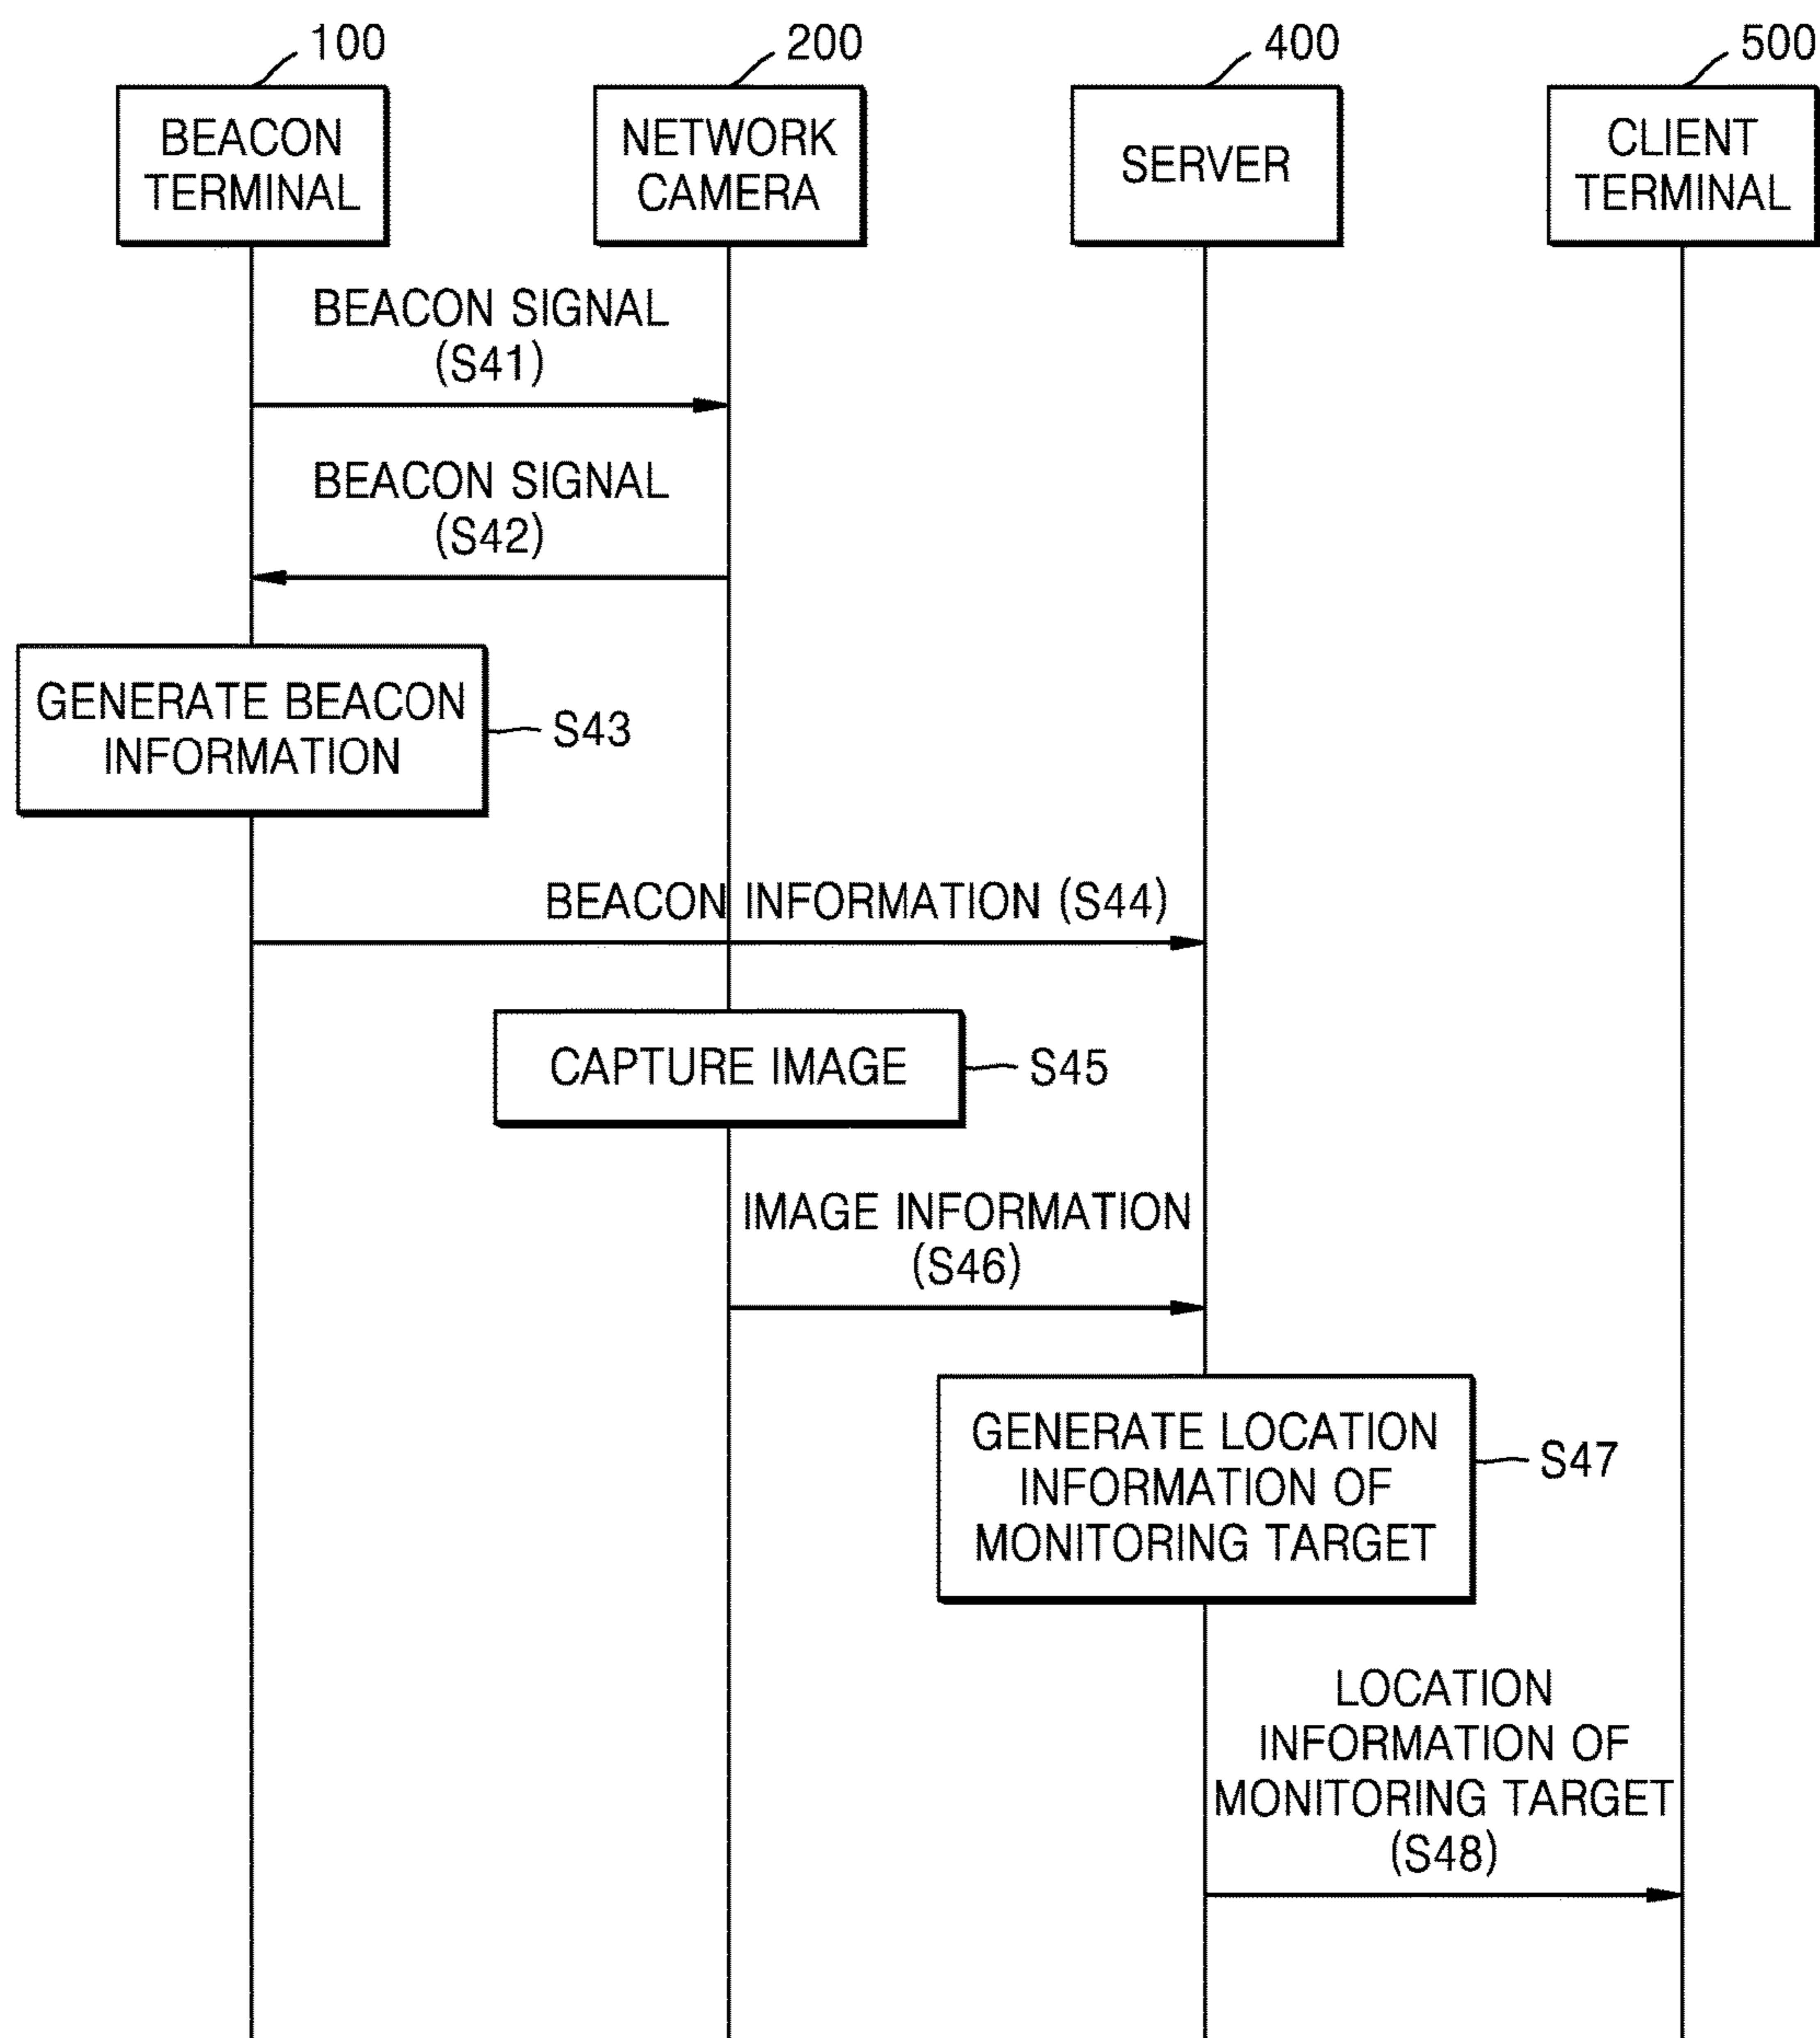 100
200
400
500
BEACON
TERMINAL
NETWORK
CAMERA
SERVER
CLIENT
TERMINAL
BEACON SIGNAL
(S41)
BEACON SIGNAL
(S42)
GENERATE BEACON
INFORMATION
S43
BEACON INFORMATION (S44)
CAPTURE IMAGE
S45
IMAGE INFORMATION
(S46)
GENERATE LOCATION
INFORMATION OF
MONITORING TARGET
S47
LOCATION
INFORMATION OF
MONITORING TARGET
(S48)